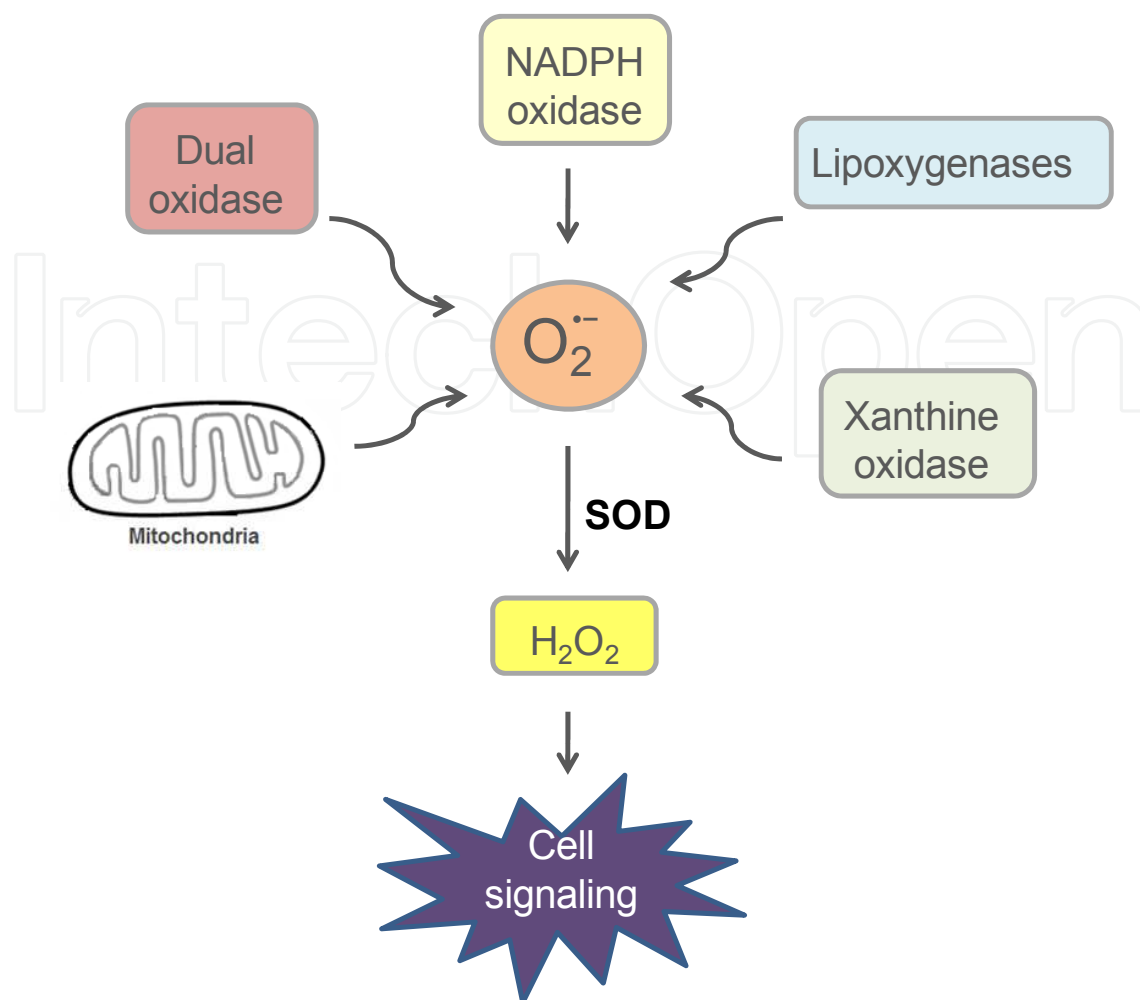 NADPH
oxidase
Dual
oxidase
Lipoxygenases
IntechOpen
O₂•−
Xanthine
oxidase
Mitochondria
SOD
H₂O₂
Cell
signaling